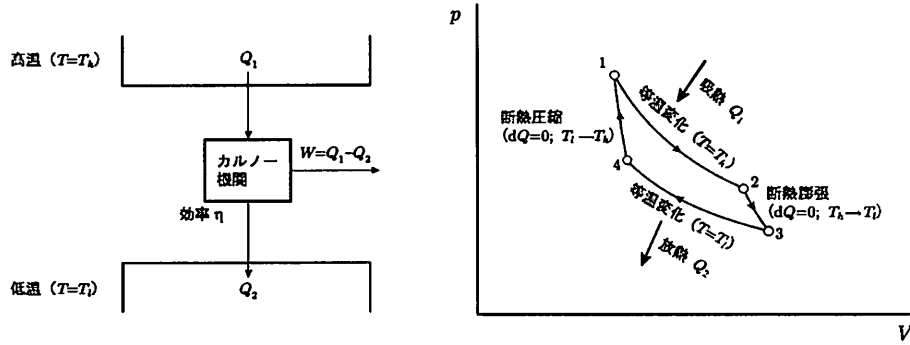 高温（T=Tₕ）
Q₁
カルノー
機関
W=Q₁−Q₂
効率 η
低温（T=Tₗ）
Q₂
p
1
吸熱 Q₁
等温変化（T=Tₕ）
断熱圧縮
(dQ=0; Tₗ→Tₕ)
4
2
断熱膨張
(dQ=0; Tₕ→Tₗ)
3
等温変化（T=Tₗ）
放熱 Q₂
V